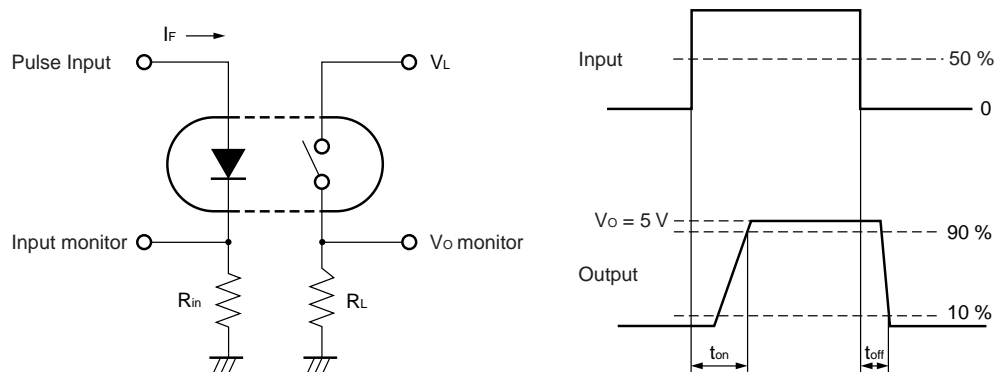 IF
Pulse Input
VL
Input monitor
VO monitor
Rin
RL
Input
50 %
0
VO = 5 V
90 %
Output
10 %
ton
toff